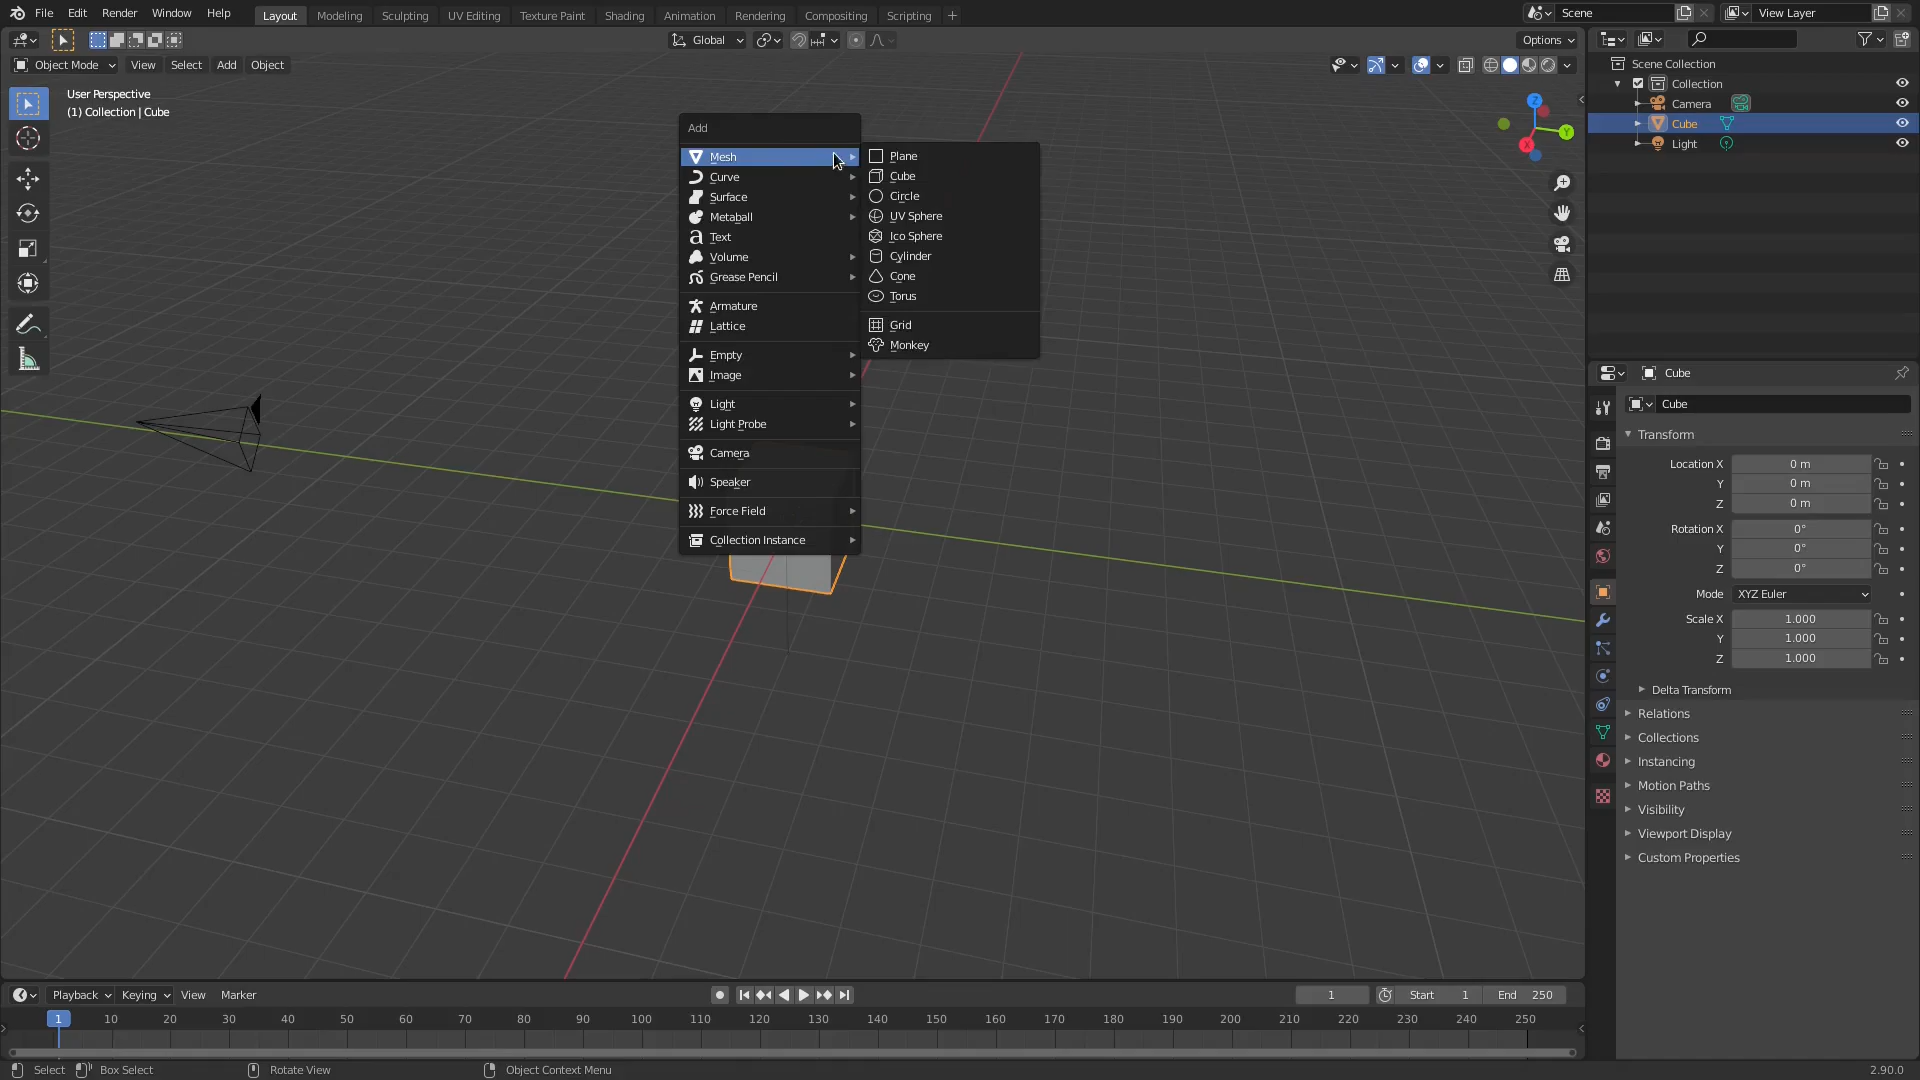 File Edit Render Window Help Layout Modeling Sculpting UV Editing Texture Paint Shading Animation Rendering Compositing Scripting + Scene View Layer
Global Options
Object Mode View Select Add Object
User Perspective
(1) Collection | Cube
Add
Mesh
Curve
Surface
Metaball
Text
Volume
Grease Pencil
Armature
Lattice
Empty
Image
Light
Light Probe
Camera
Speaker
Force Field
Collection Instance
Plane
Cube
Circle
UV Sphere
Ico Sphere
Cylinder
Cone
Torus
Grid
Monkey
Z
Y
X
Scene Collection
Collection
Camera
Cube
Light
Cube
Cube
Transform
Location X 0 m
Y 0 m
Z 0 m
Rotation X 0°
Y 0°
Z 0°
Mode XYZ Euler
Scale X 1.000
Y 1.000
Z 1.000
Delta Transform
Relations
Collections
Instancing
Motion Paths
Visibility
Viewport Display
Custom Properties
Playback Keying View Marker 1 Start 1 End 250
1 10 20 30 40 50 60 70 80 90 100 110 120 130 140 150 160 170 180 190 200 210 220 230 240 250
Select Box Select Rotate View Object Context Menu 2.90.0